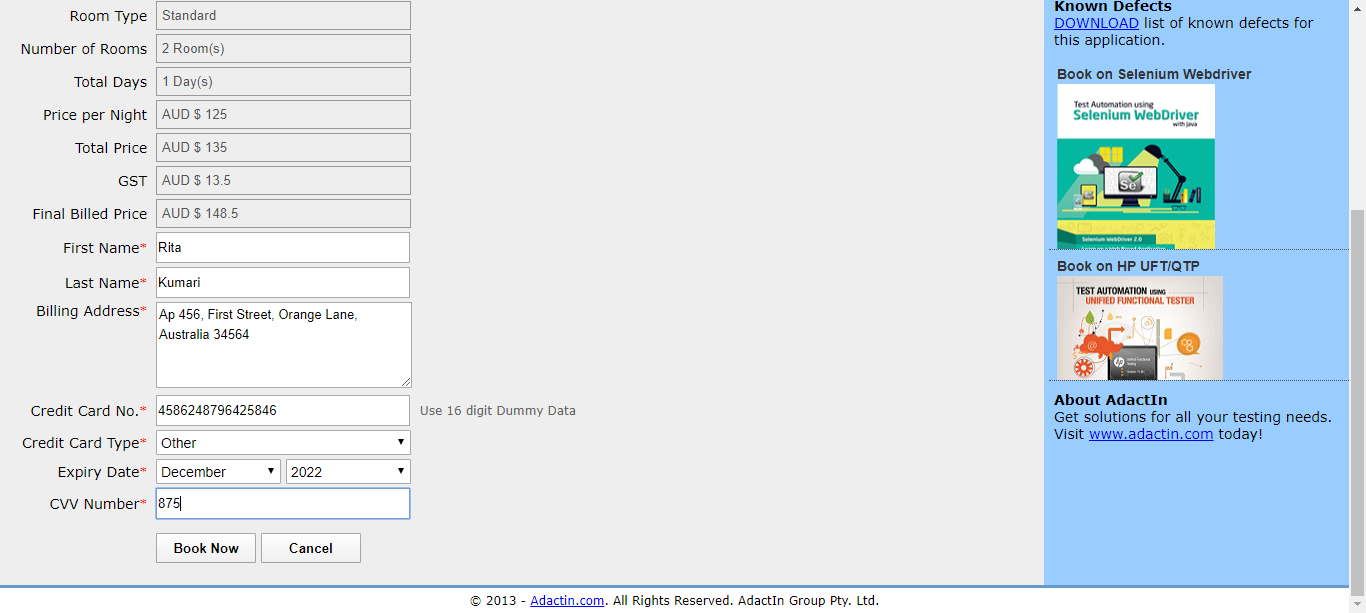 Room Type Standard
Number of Rooms 2 Room(s)
Total Days 1 Day(s)
Price per Night AUD $ 125
Total Price AUD $ 135
GST AUD $ 13.5
Final Billed Price AUD $ 148.5
First Name* Rita
Last Name* Kumari
Billing Address* Ap 456, First Street, Orange Lane,
Australia 34564
Credit Card No.* 4586248796425846 Use 16 digit Dummy Data
Credit Card Type* Other
Expiry Date* December 2022
CVV Number* 875
Book Now Cancel
Known Defects
DOWNLOAD list of known defects for
this application.
Book on Selenium Webdriver
Test Automation using
Selenium WebDriver
with Java
Se
Selenium WebDriver 2.0
Book on HP UFT/QTP
TEST AUTOMATION USING
UNIFIED FUNCTIONAL TESTER
hp
About AdactIn
Get solutions for all your testing needs.
Visit www.adactin.com today!
© 2013 - Adactin.com. All Rights Reserved. AdactIn Group Pty. Ltd.